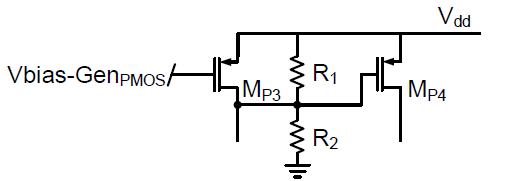 Vdd
Vbias-GenPMOS
MP3
R1
MP4
R2